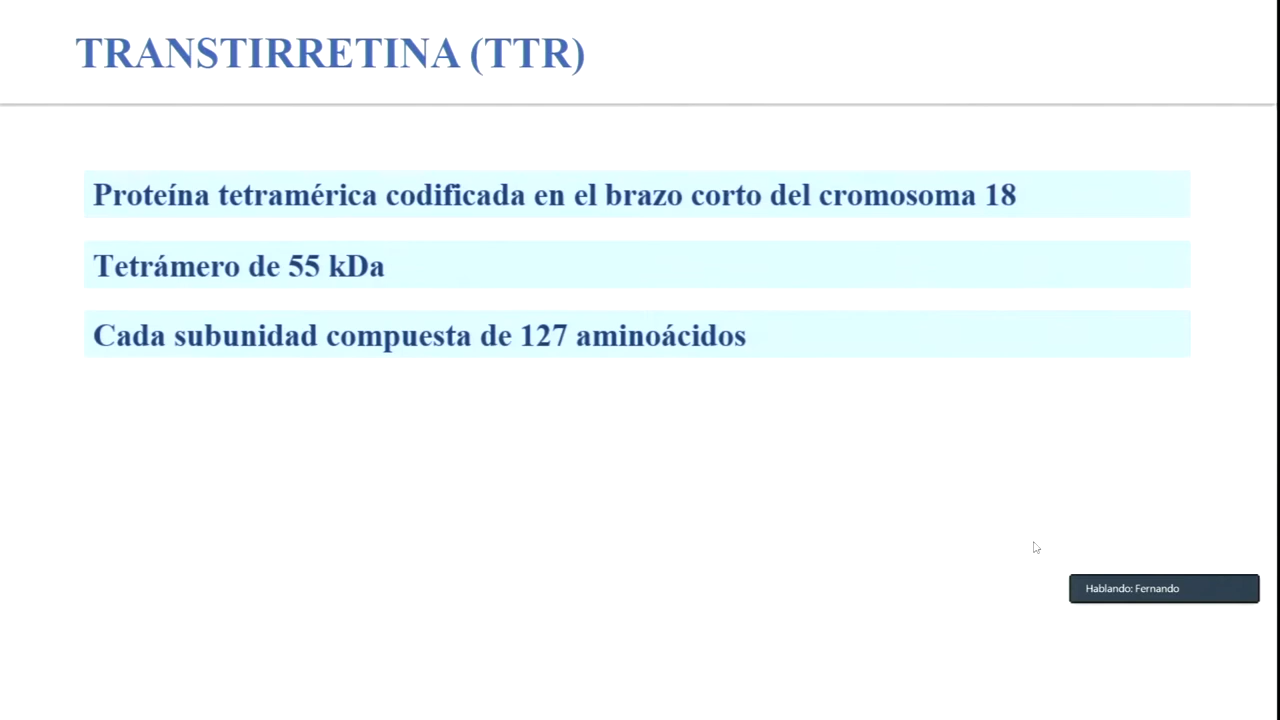 TRANSTIRRETINA (TTR)
Proteína tetramérica codificada en el brazo corto del cromosoma 18
Tetrámero de 55 kDa
Cada subunidad compuesta de 127 aminoácidos
Hablando: Fernando